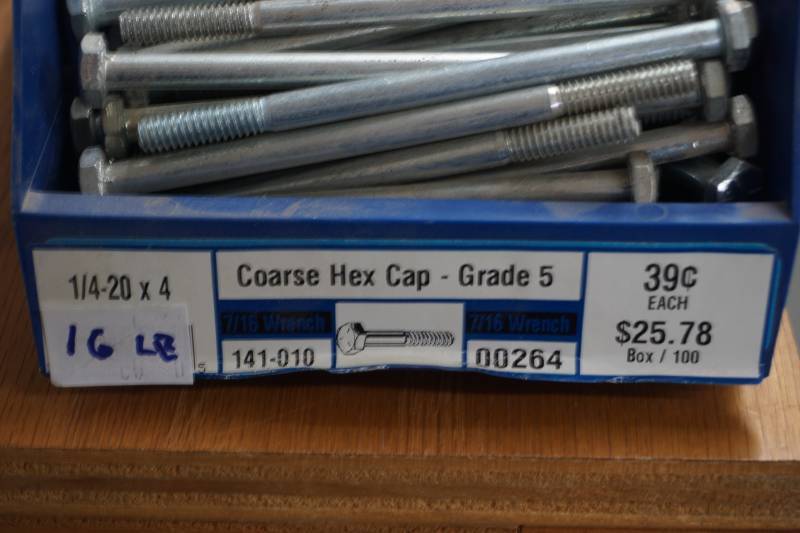 1/4-20 x 4
16 LB
5
Coarse Hex Cap - Grade 5
7/16 Wrench
7/16 Wrench
141-010
00264
39¢
EACH
$25.78
Box / 100